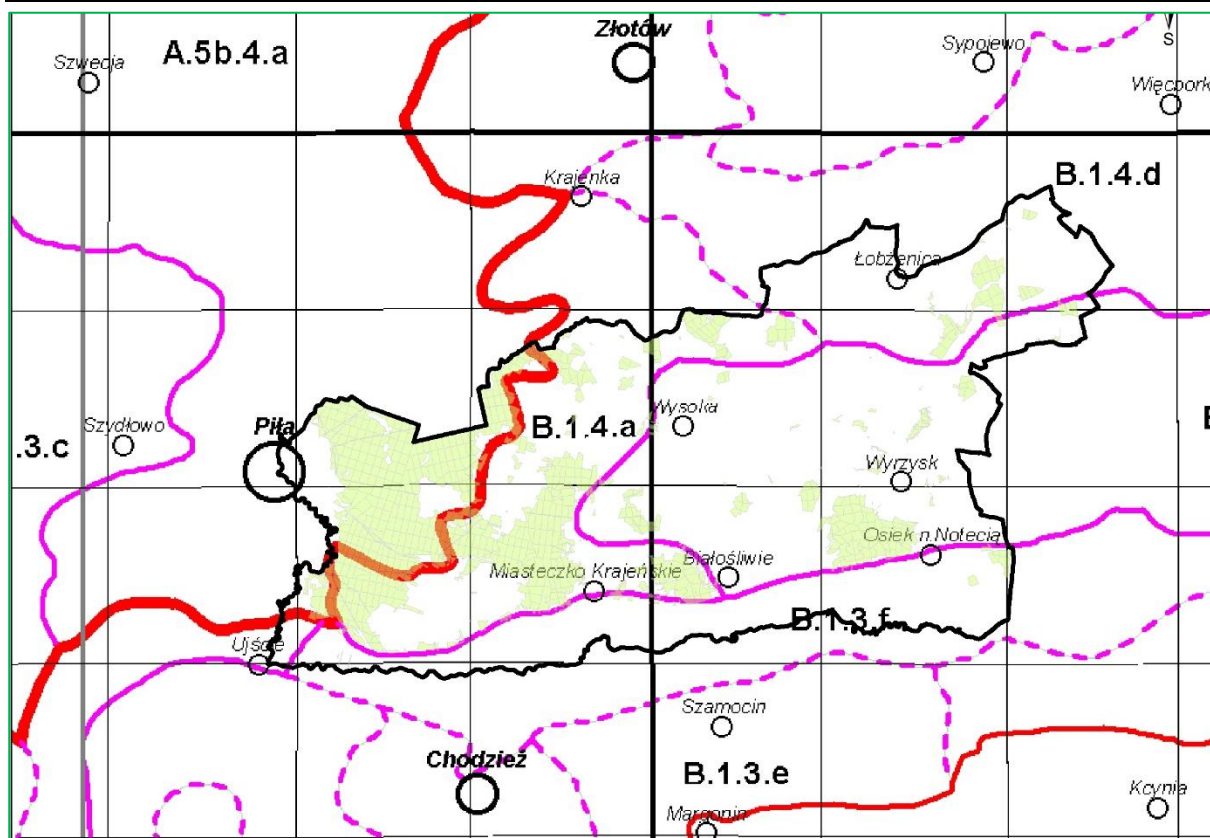 Złotów
A.5b.4.a
Szwecja
Sypojewo
S
Więcbork
Krajenka
B.1.4.d
Łobżenica
B.1.4.a
Wysoka
Piła
Szydłowo
.3.c
Wyrzysk
Osiek n.Notecią
Białośliwie
Miasteczko Krajeńskie
B.1.3.f
Ujście
Szamocin
Chodzież
B.1.3.e
Kcynia
Margonin